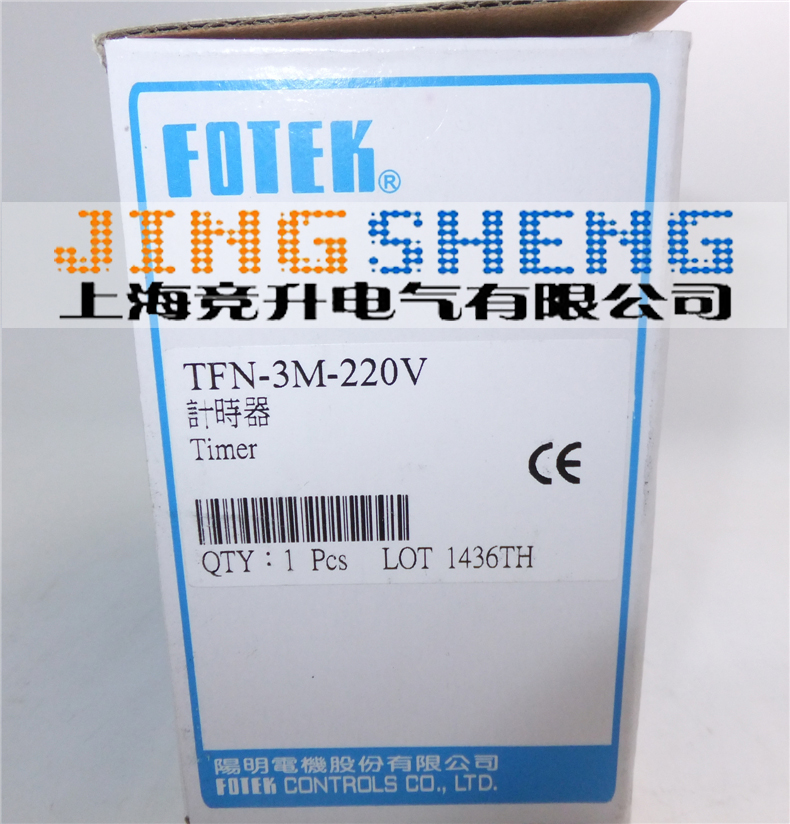 FOTEK®
JINGSHENG
上海竞升电气有限公司
TFN-3M-220V
計時器
Timer
CE
QTY：1 Pcs LOT 1436TH
陽明電機股份有限公司
FOTEK CONTROLS CO., LTD.